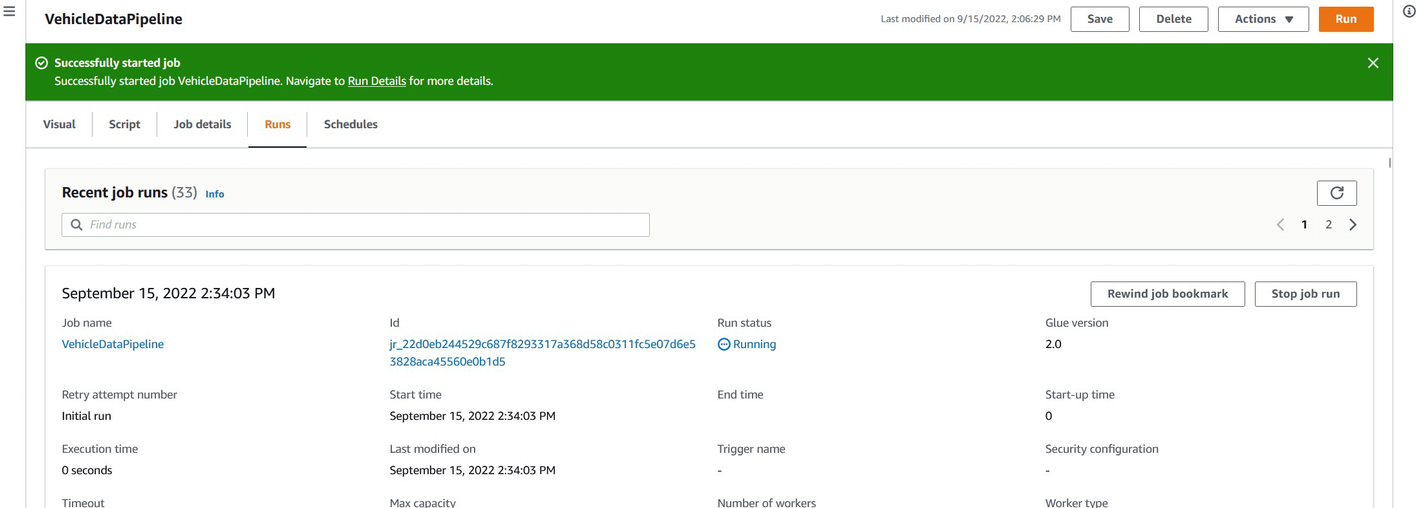 VehicleDataPipeline
Last modified on 9/15/2022, 2:06:29 PM
Save
Delete
Actions
Run
Successfully started job
Successfully started job VehicleDataPipeline. Navigate to Run Details for more details.
Visual
Script
Job details
Runs
Schedules
Recent job runs (33) Info
Find runs
1
2
September 15, 2022 2:34:03 PM
Rewind job bookmark
Stop job run
Job name
Id
Run status
Glue version
VehicleDataPipeline
jr_22d0eb244529c687f8293317a368d58c0311fc5e07d6e5
53828aca45560e0b1d5
Running
2.0
Retry attempt number
Start time
End time
Start-up time
Initial run
September 15, 2022 2:34:03 PM
0
Execution time
Last modified on
Trigger name
Security configuration
0 seconds
September 15, 2022 2:34:03 PM
-
-
Timeout
Max capacity
Number of workers
Worker type